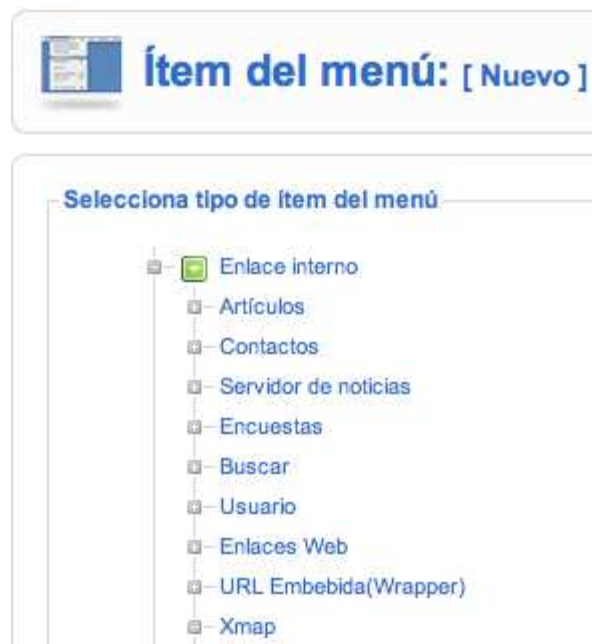 Ítem del menú: [ Nuevo ]
Selecciona tipo de ítem del menú
Enlace interno
Artículos
Contactos
Servidor de noticias
Encuestas
Buscar
Usuario
Enlaces Web
URL Embebida(Wrapper)
Xmap